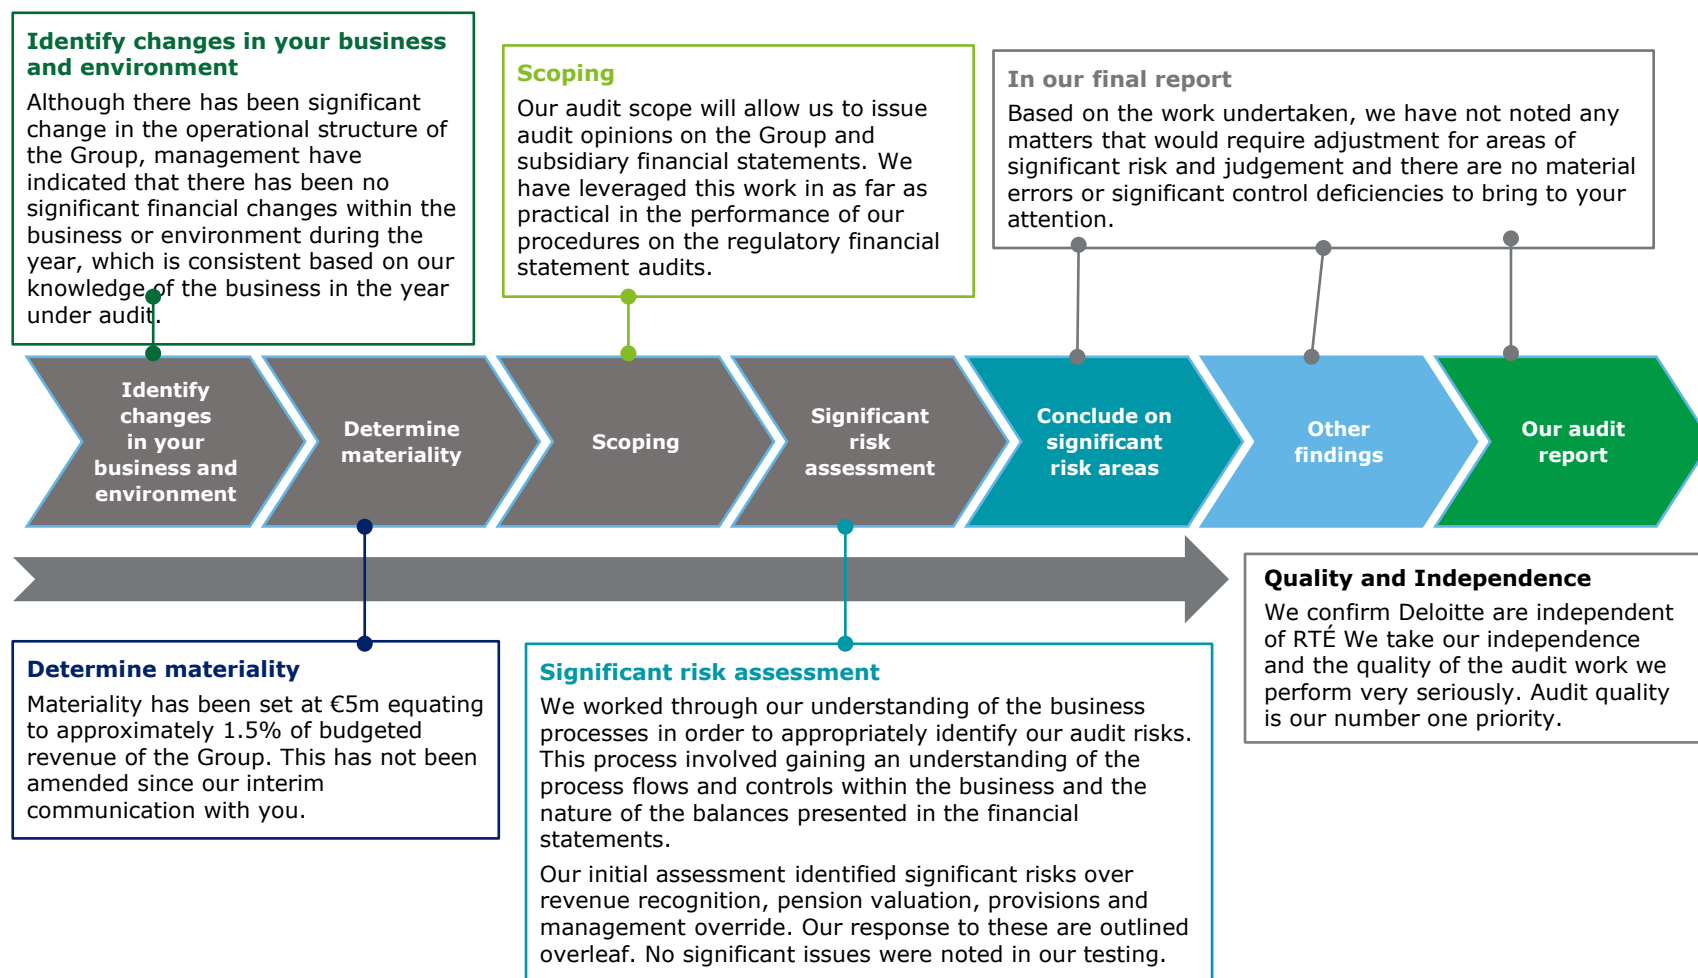 Identify changes in your business
and environment
Although there has been significant
change in the operational structure of
the Group, management have
indicated that there has been no
significant financial changes within the
business or environment during the
year, which is consistent based on our
knowledge of the business in the year
under audit.
Scoping
Our audit scope will allow us to issue
audit opinions on the Group and
subsidiary financial statements. We
have leveraged this work in as far as
practical in the performance of our
procedures on the regulatory financial
statement audits.
In our final report
Based on the work undertaken, we have not noted any
matters that would require adjustment for areas of
significant risk and judgement and there are no material
errors or significant control deficiencies to bring to your
attention.
Identify
changes
in your
business and
environment
Determine
materiality
Scoping
Significant
risk
assessment
Conclude on
significant
risk areas
Other
findings
Our audit
report
Determine materiality
Materiality has been set at €5m equating
to approximately 1.5% of budgeted
revenue of the Group. This has not been
amended since our interim
communication with you.
Significant risk assessment
We worked through our understanding of the business
processes in order to appropriately identify our audit risks.
This process involved gaining an understanding of the
process flows and controls within the business and the
nature of the balances presented in the financial
statements.
Our initial assessment identified significant risks over
revenue recognition, pension valuation, provisions and
management override. Our response to these are outlined
overleaf. No significant issues were noted in our testing.
Quality and Independence
We confirm Deloitte are independent
of RTÉ We take our independence
and the quality of the audit work we
perform very seriously. Audit quality
is our number one priority.